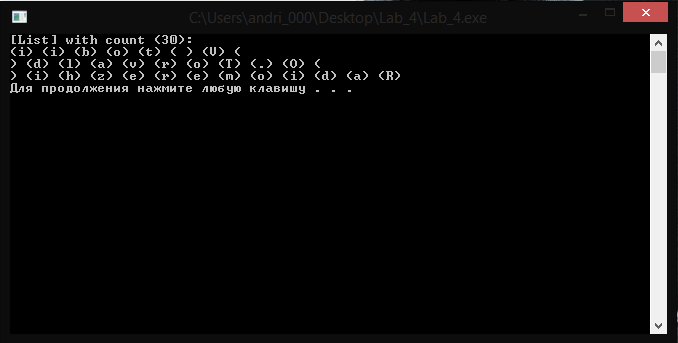 C:\Users\andri_000\Desktop\Lab_4\Lab_4.exe
[List] with count (30):
(i) (i) (b) (o) (t) ( ) (V) (
) (d) (l) (a) (v) (r) (o) (T) (.) (O) (
) (i) (h) (z) (e) (r) (e) (m) (o) (i) (d) (a) (R)
Для продолжения нажмите любую клавишу . . .